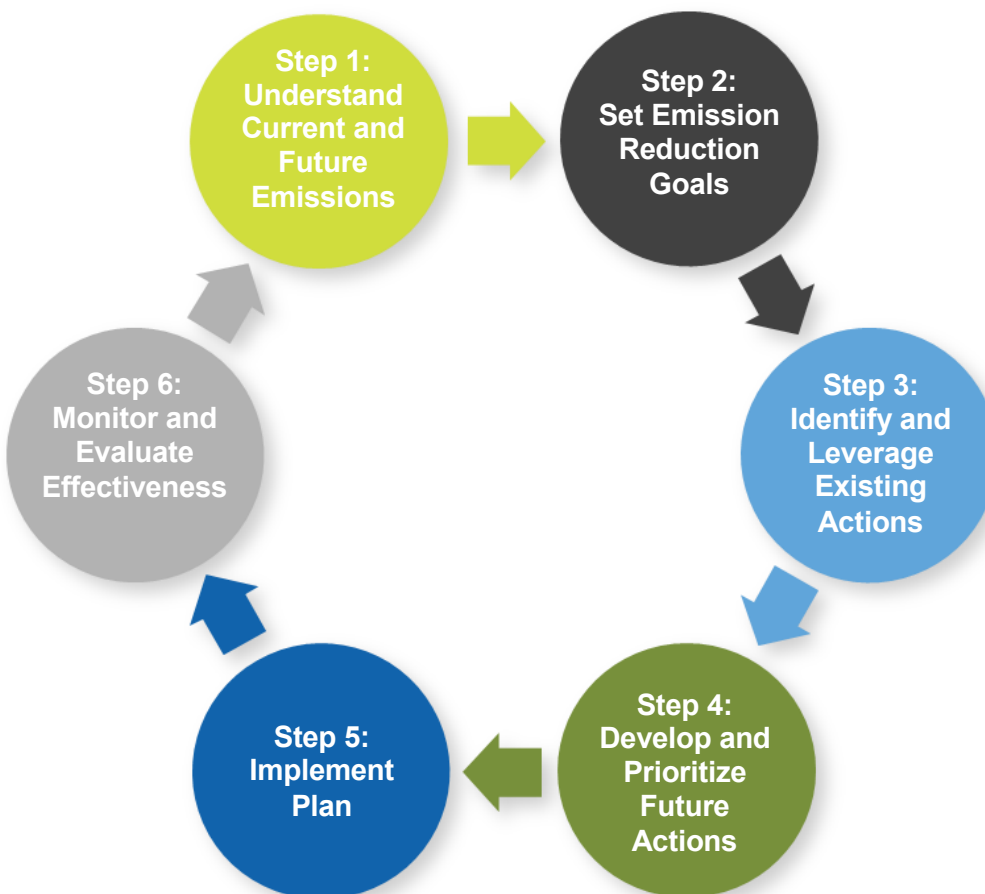 Step 1:
Understand
Current and
Future
Emissions
Step 2:
Set Emission
Reduction
Goals
Step 3:
Identify and
Leverage
Existing
Actions
Step 4:
Develop and
Prioritize
Future
Actions
Step 5:
Implement
Plan
Step 6:
Monitor and
Evaluate
Effectiveness